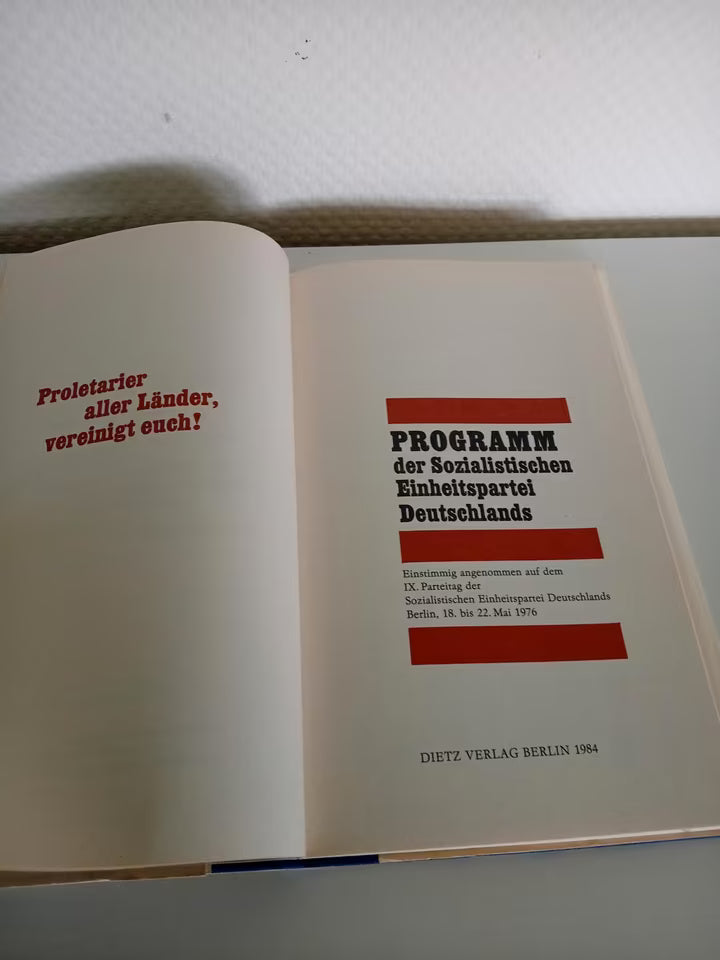 Proletarier
aller Länder,
vereinigt euch!
PROGRAMM
der Sozialistischen
Einheitspartei
Deutschlands
Einstimmig angenommen auf dem
IX. Parteitag der
Sozialistischen Einheitspartei Deutschlands
Berlin, 18. bis 22. Mai 1976
DIETZ VERLAG BERLIN 1984